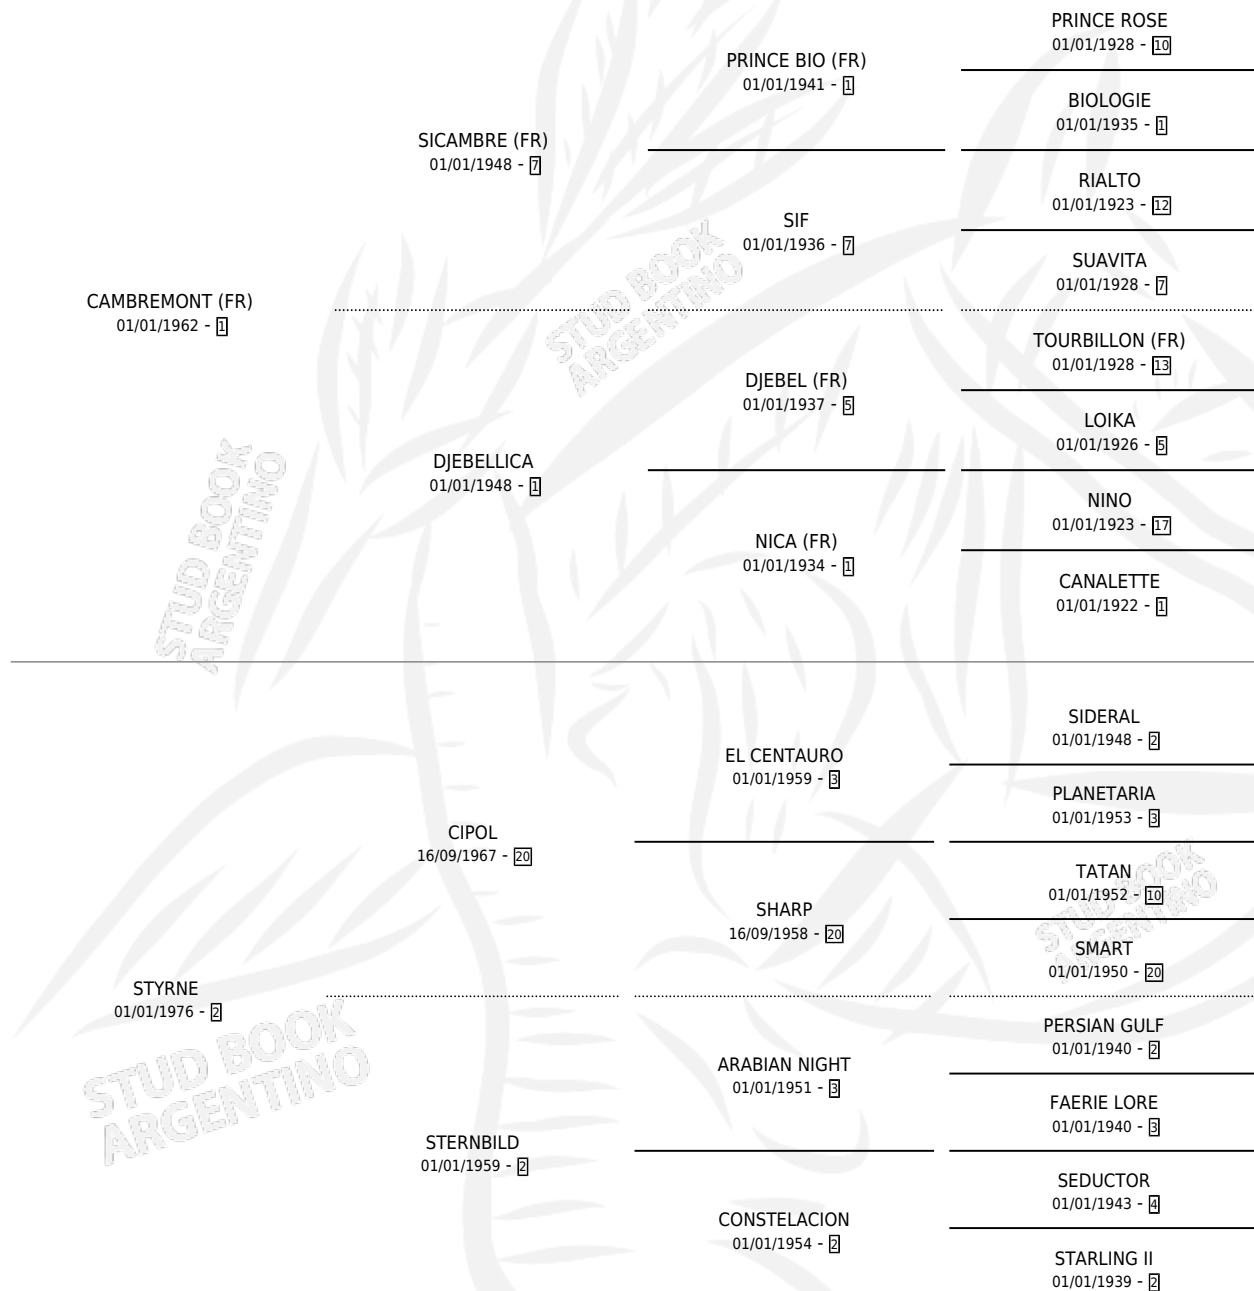 PRINCE ROSE
01/01/1928 - 10
PRINCE BIO (FR)
01/01/1941 - 1
BIOLOGIE
01/01/1935 - 1
SICAMBRE (FR)
01/01/1948 - 7
RIALTO
01/01/1923 - 12
SIF
01/01/1936 - 7
SUAVITA
01/01/1928 - 7
STUD BOOK
ARGENTINO
CAMBREMONT (FR)
01/01/1962 - 1
TOURBILLON (FR)
01/01/1928 - 13
DJEBEL (FR)
01/01/1937 - 5
LOIKA
01/01/1926 - 5
DJEBELLICA
01/01/1948 - 1
NINO
01/01/1923 - 17
NICA (FR)
01/01/1934 - 1
CANALETTE
01/01/1922 - 1
STUD BOOK
ARGENTINO
SIDERAL
01/01/1948 - 2
EL CENTAURO
01/01/1959 - 3
PLANETARIA
01/01/1953 - 3
CIPOL
16/09/1967 - 20
TATAN
01/01/1952 - 10
SHARP
16/09/1958 - 20
STUD BOOK
ARGENTINO
SMART
01/01/1950 - 20
STYRNE
01/01/1976 - 2
PERSIAN GULF
01/01/1940 - 2
ARABIAN NIGHT
01/01/1951 - 3
STUD BOOK
ARGENTINO
FAERIE LORE
01/01/1940 - 3
STERNBILD
01/01/1959 - 2
SEDUCTOR
01/01/1943 - 4
CONSTELACION
01/01/1954 - 2
STARLING II
01/01/1939 - 2